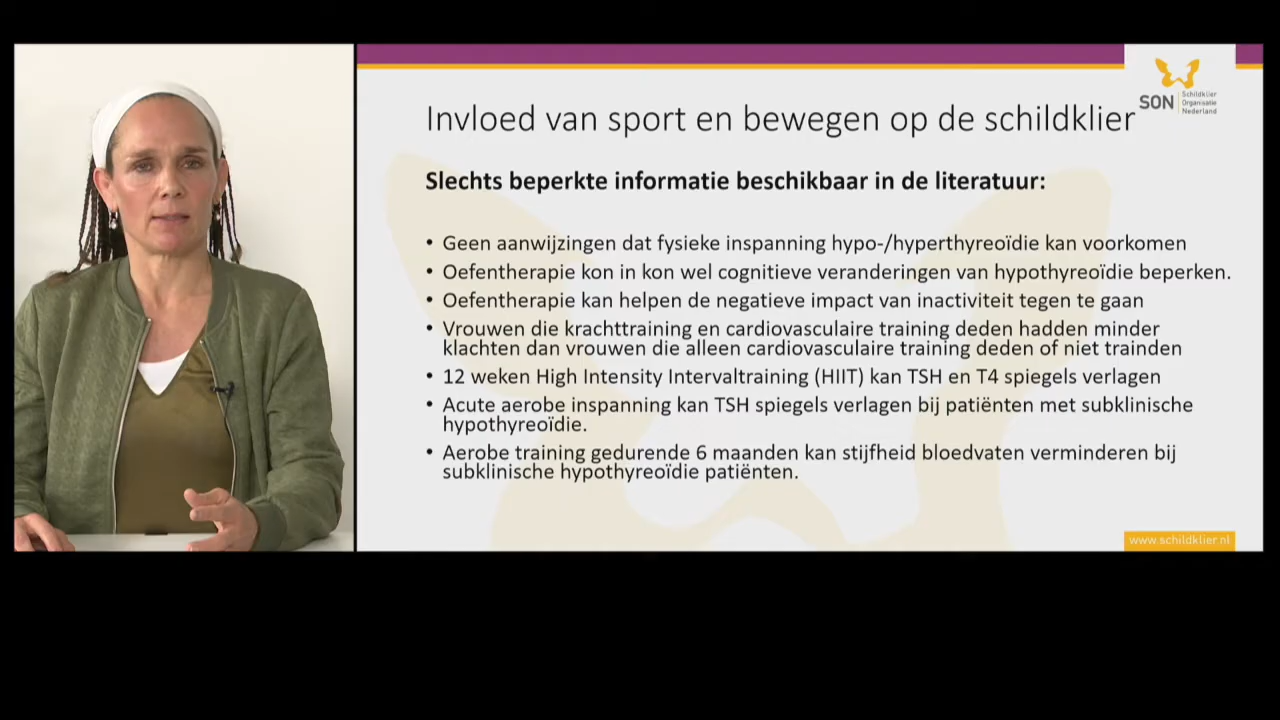 SON
Schildklier
Organisatie
Nederland
Invloed van sport en bewegen op de schildklier
Slechts beperkte informatie beschikbaar in de literatuur:
• Geen aanwijzingen dat fysieke inspanning hypo-/hyperthyreoïdie kan voorkomen
• Oefentherapie kon in kon wel cognitieve veranderingen van hypothyreoïdie beperken.
• Oefentherapie kan helpen de negatieve impact van inactiviteit tegen te gaan
• Vrouwen die krachttraining en cardiovasculaire training deden hadden minder
klachten dan vrouwen die alleen cardiovasculaire training deden of niet trainden
• 12 weken High Intensity Intervaltraining (HIIT) kan TSH en T4 spiegels verlagen
• Acute aerobe inspanning kan TSH spiegels verlagen bij patiënten met subklinische
hypothyreoïdie.
• Aerobe training gedurende 6 maanden kan stijfheid bloedvaten verminderen bij
subklinische hypothyreoïdie patiënten.
www.schildklier.nl